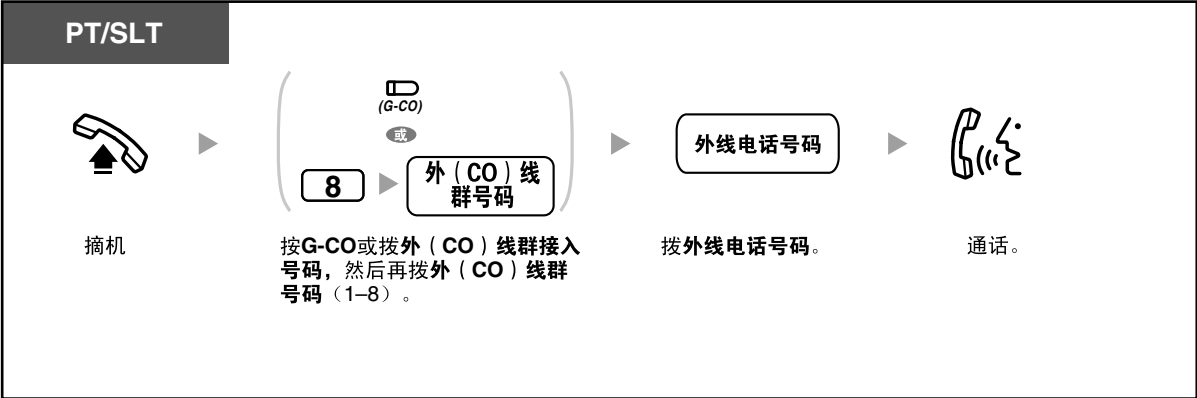 PT/SLT
(G-CO)
或
8
外（CO）线
群号码
外线电话号码
摘机
按G-CO或拨外（CO）线群接入
号码，然后再拨外（CO）线群
号码（1–8）。
拨外线电话号码。
通话。